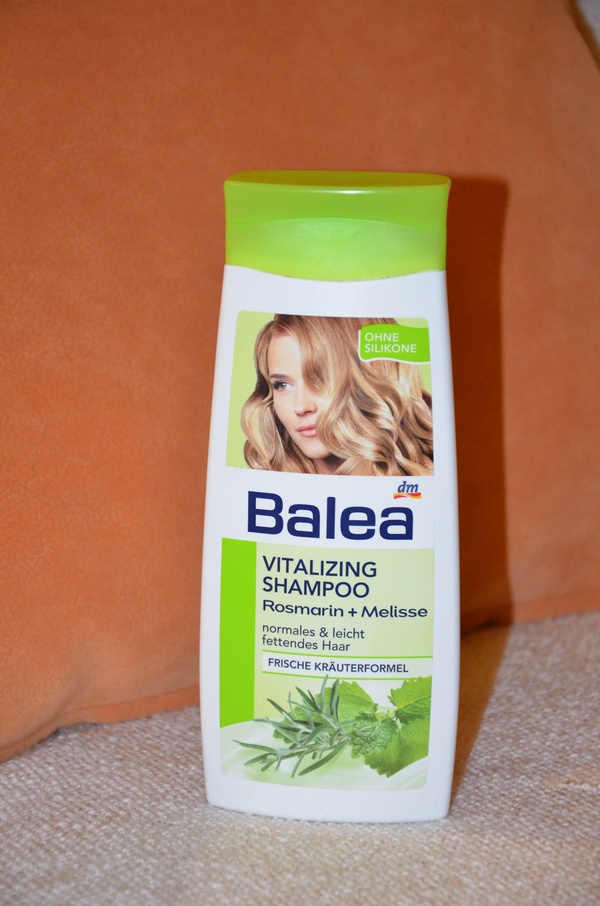 OHNE
SILIKONE
dm
Balea
VITALIZING
SHAMPOO
Rosmarin + Melisse
normales & leicht
fettendes Haar
FRISCHE KRÄUTERFORMEL